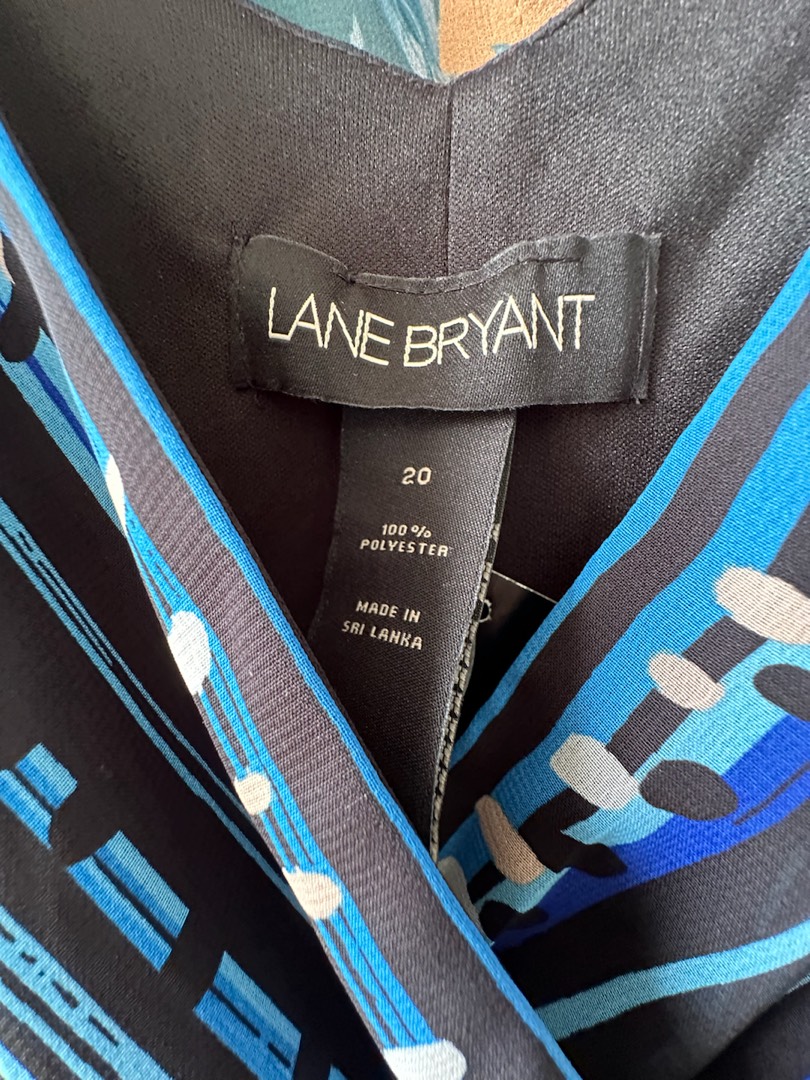 LANE BRYANT
20
100%
POLYESTER
MADE IN
SRI LANKA